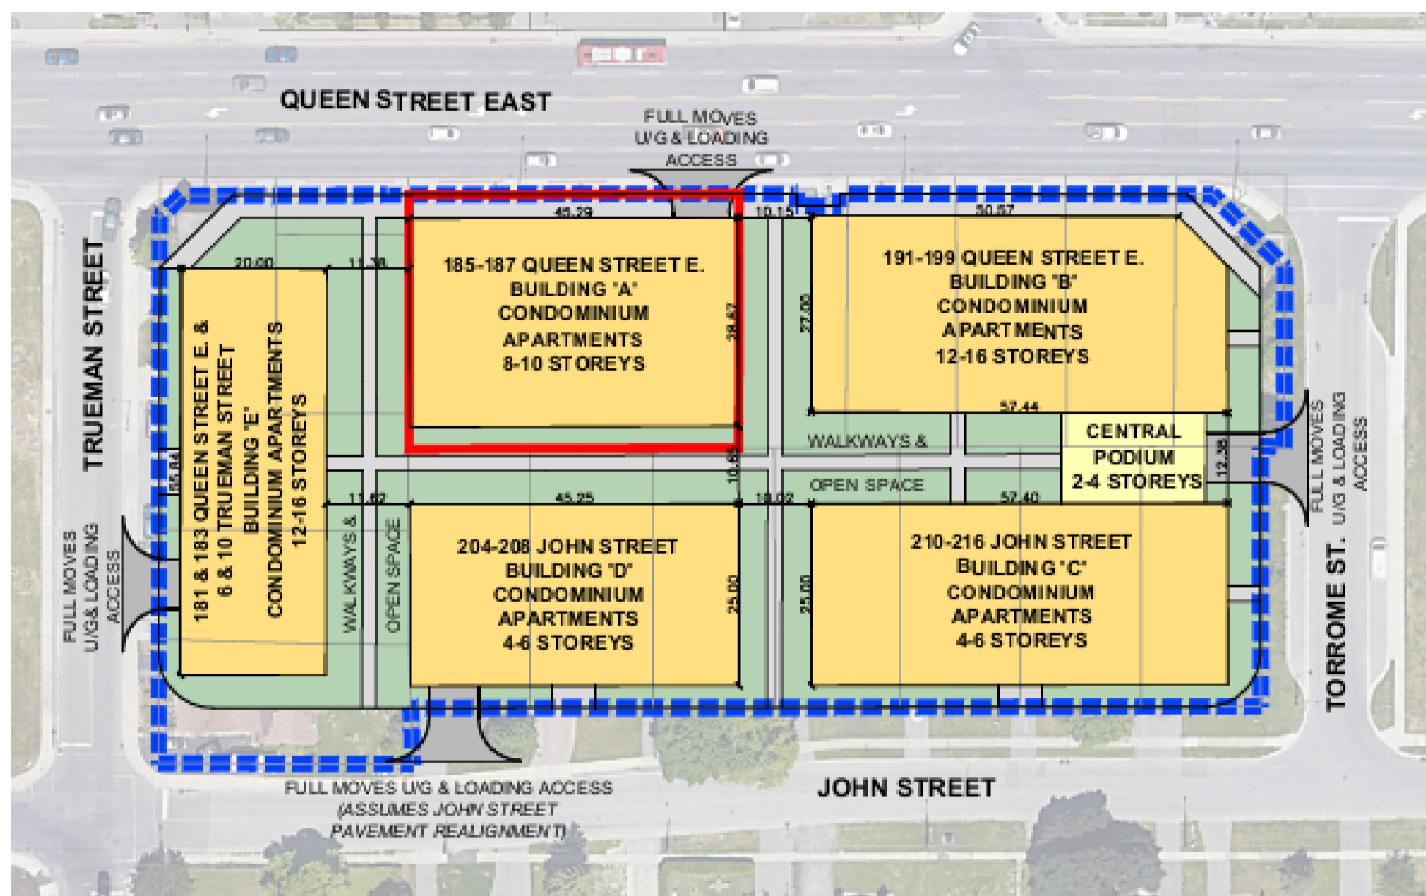 QUEEN STREET EAST
FULL MOVES
U/G & LOADING
ACCESS
45.29
10.15
50.57
20.00
11.38
185-187 QUEEN STREET E.
BUILDING "A"
CONDOMINIUM
APARTMENTS
8-10 STOREYS
28.67
27.00
191-199 QUEEN STREET E.
BUILDING "B"
CONDOMINIUM
APARTMENTS
12-16 STOREYS
57.44
TRUEMAN STREET
181 & 183 QUEEN STREET E. &
6 & 10 TRUEMAN STREET
BUILDING "E"
CONDOMINIUM APARTMENTS
12-16 STOREYS
55.84
WALKWAYS &
OPEN SPACE
CENTRAL
PODIUM
2-4 STOREYS
12.38
FULL MOVES
U/G & LOADING
ACCESS
10.65
11.62
45.25
10.02
57.40
FULL MOVES
U/G & LOADING
ACCESS
WALKWAYS &
OPEN SPACE
204-208 JOHN STREET
BUILDING "D"
CONDOMINIUM
APARTMENTS
4-6 STOREYS
25.00
25.00
210-216 JOHN STREET
BUILDING "C"
CONDOMINIUM
APARTMENTS
4-6 STOREYS
TORROME ST.
FULL MOVES U/G & LOADING ACCESS
(ASSUMES JOHN STREET
PAVEMENT REALIGNMENT)
JOHN STREET